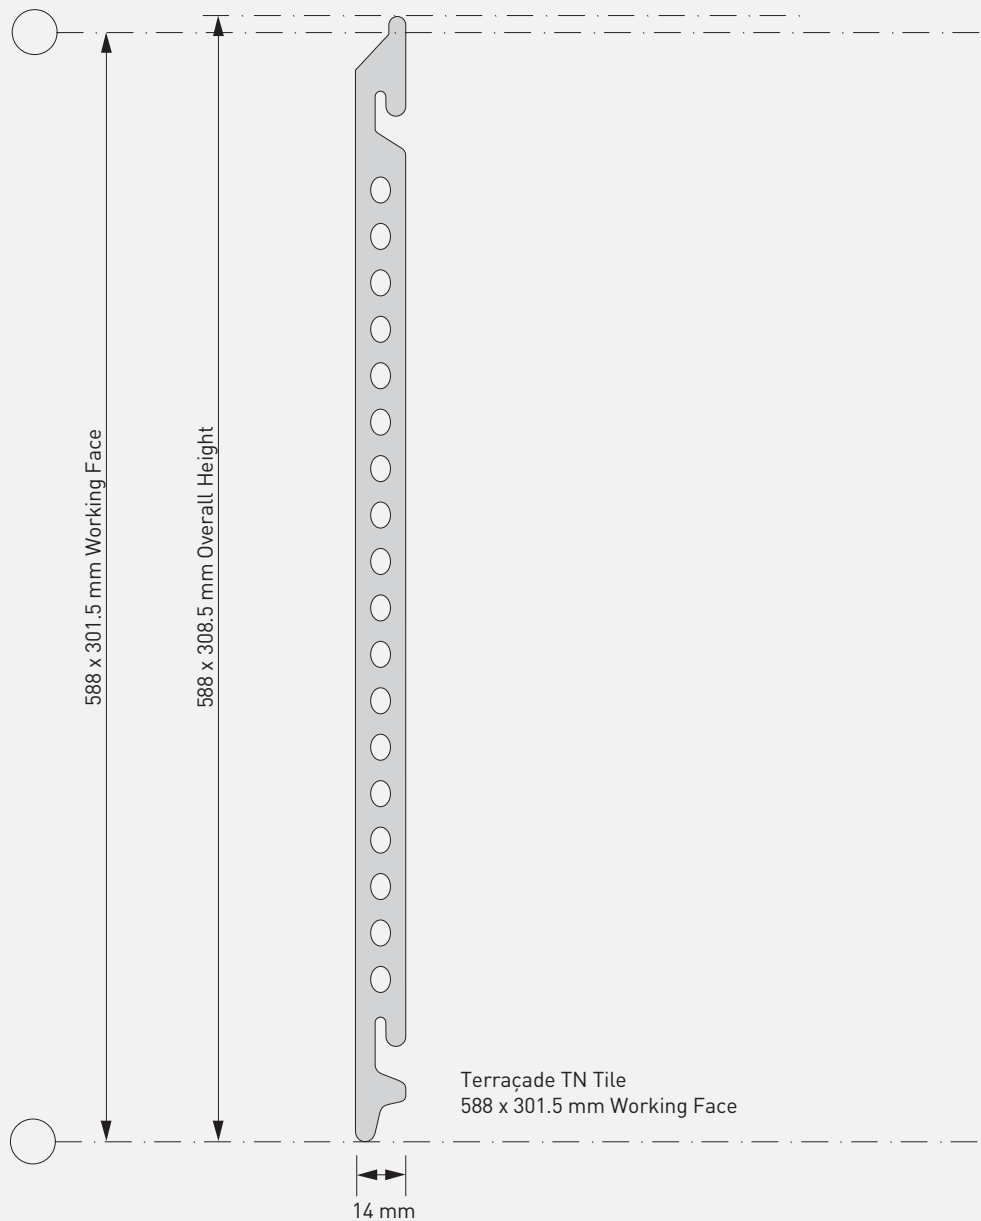 588 x 301.5 mm Working Face
588 x 308.5 mm Overall Height
Terraçade TN Tile
588 x 301.5 mm Working Face
14 mm